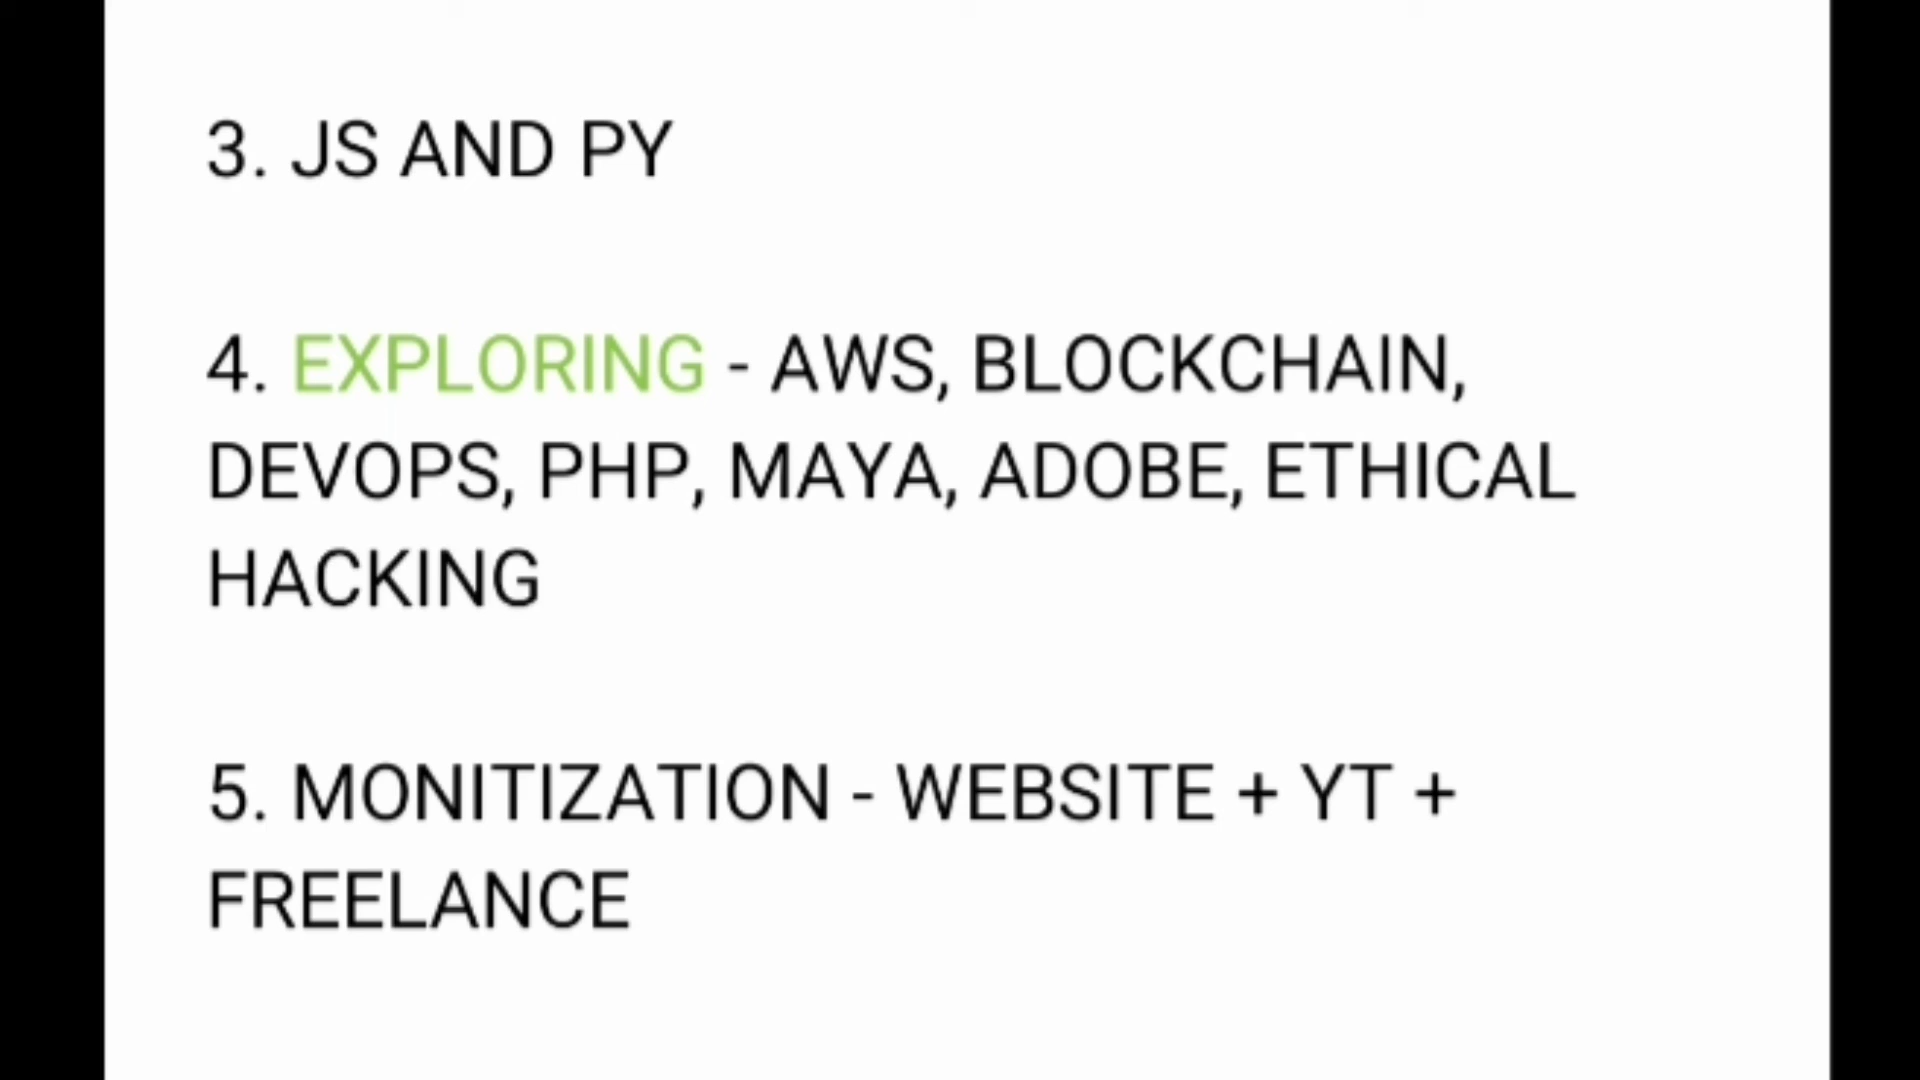 3. JS AND PY
4. EXPLORING - AWS, BLOCKCHAIN,
DEVOPS, PHP, MAYA, ADOBE, ETHICAL
HACKING
5. MONITIZATION - WEBSITE + YT +
FREELANCE